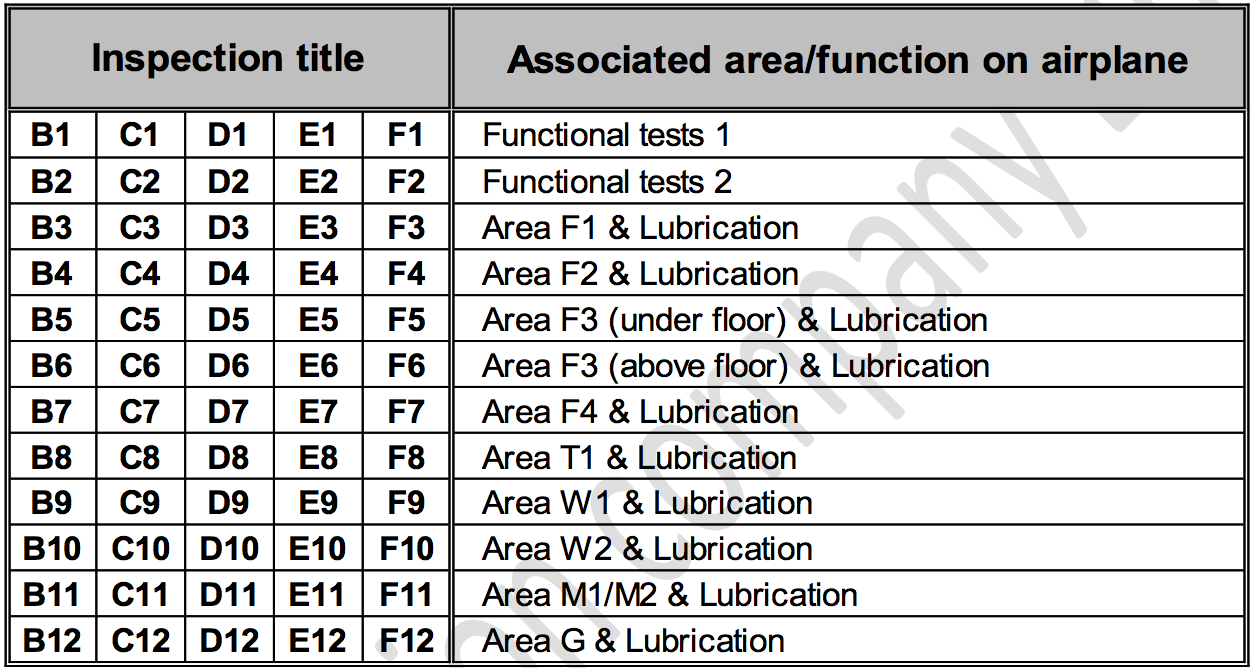 Inspection title Associated area/function on airplane
B1 C1 D1 E1 F1 Functional tests 1
B2 C2 D2 E2 F2 Functional tests 2
B3 C3 D3 E3 F3 Area F1 & Lubrication
B4 C4 D4 E4 F4 Area F2 & Lubrication
B5 C5 D5 E5 F5 Area F3 (under floor) & Lubrication
B6 C6 D6 E6 F6 Area F3 (above floor) & Lubrication
B7 C7 D7 E7 F7 Area F4 & Lubrication
B8 C8 D8 E8 F8 Area T1 & Lubrication
B9 C9 D9 E9 F9 Area W1 & Lubrication
B10 C10 D10 E10 F10 Area W2 & Lubrication
B11 C11 D11 E11 F11 Area M1/M2 & Lubrication
B12 C12 D12 E12 F12 Area G & Lubrication
company